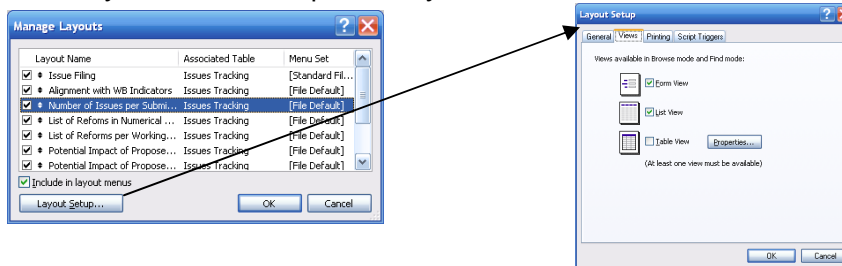 Manage Layouts
Layout Name Associated Table Menu Set
Issue Filing Issues Tracking [Standard Fil...
Alignment with WB Indicators Issues Tracking [File Default]
Number of Issues per Submi... Issues Tracking [File Default]
List of Refoms in Numerical ... Issues Tracking [File Default]
List of Reforms per Working... Issues Tracking [File Default]
Potential Impact of Propose... Issues Tracking [File Default]
Potential Impact of Propose... Issues Tracking [File Default]
Include in layout menus
Layout Setup... OK Cancel
Layout Setup
General Views Printing Script Triggers
Views available in Browse mode and Find mode:
Form View
List View
Table View Properties...
(At least one view must be available)
OK Cancel